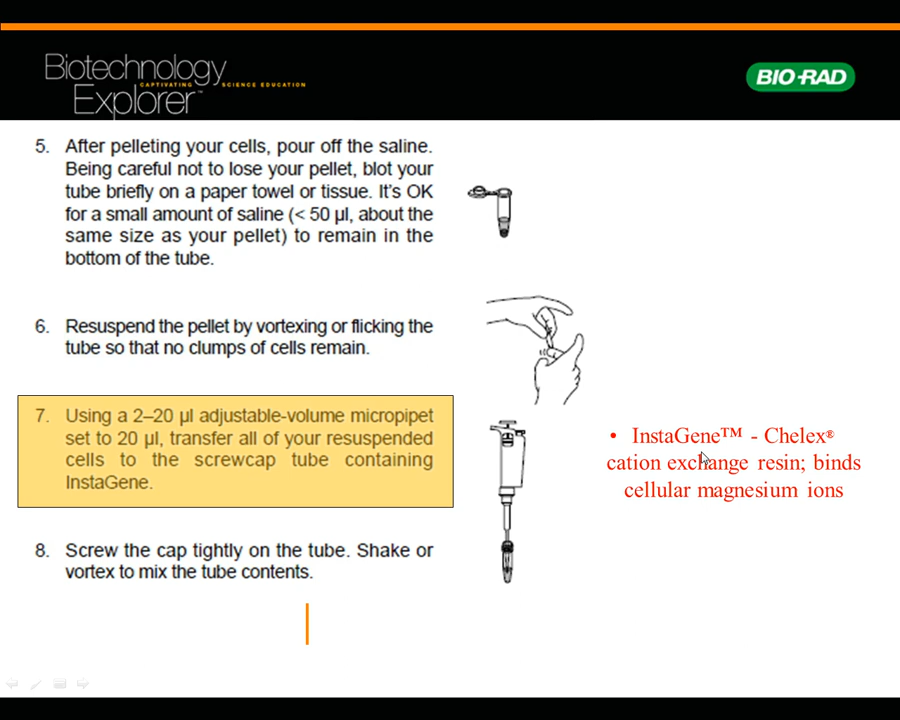 Biotechnology
CAPTIVATING SCIENCE EDUCATION
Explorer™
BIO-RAD
5. After pelleting your cells, pour off the saline.
Being careful not to lose your pellet, blot your
tube briefly on a paper towel or tissue. It's OK
for a small amount of saline (< 50 µl, about the
same size as your pellet) to remain in the
bottom of the tube.
6. Resuspend the pellet by vortexing or flicking the
tube so that no clumps of cells remain.
7. Using a 2–20 µl adjustable-volume micropipet
set to 20 µl, transfer all of your resuspended
cells to the screwcap tube containing
InstaGene.
• InstaGene™ - Chelex®
cation exchange resin; binds
cellular magnesium ions
8. Screw the cap tightly on the tube. Shake or
vortex to mix the tube contents.